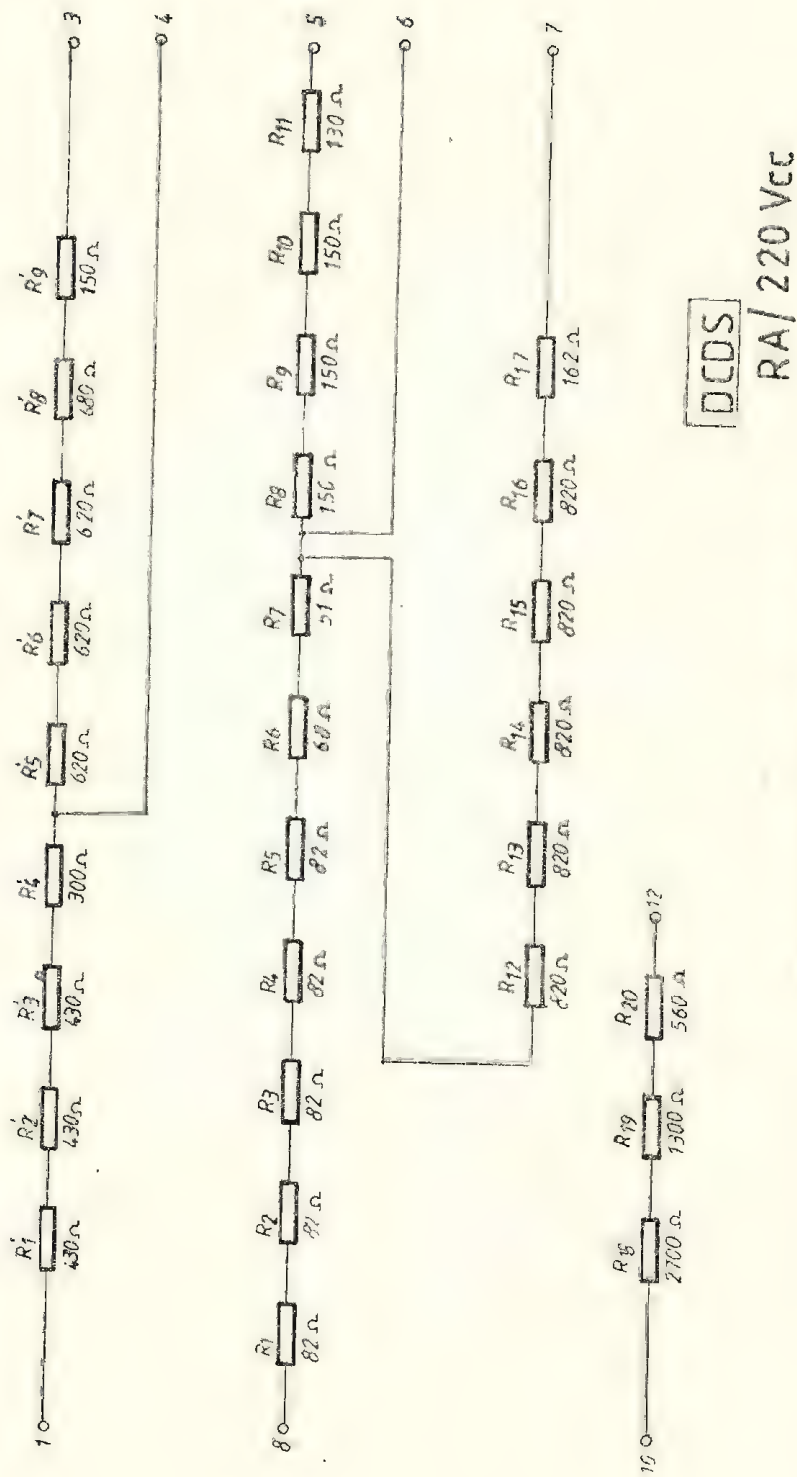 R'1 R'2 R'3 R'4 R'5 R'6 R'7 R'8 R'9
1 3
430Ω 430Ω 430Ω 300Ω 620Ω 620Ω 620Ω 680Ω 150Ω
4
R1 R2 R3 R4 R5 R6 R7 R8 R9 R10 R11
8 5
82Ω 82Ω 82Ω 82Ω 82Ω 68Ω 51Ω 150Ω 150Ω 150Ω 130Ω
6
R12 R13 R14 R15 R16 R17
7
820Ω 820Ω 820Ω 820Ω 820Ω 162Ω
R18 R19 R20
10 12
2700Ω 1300Ω 560Ω
DCDS
RA/220 Vcc